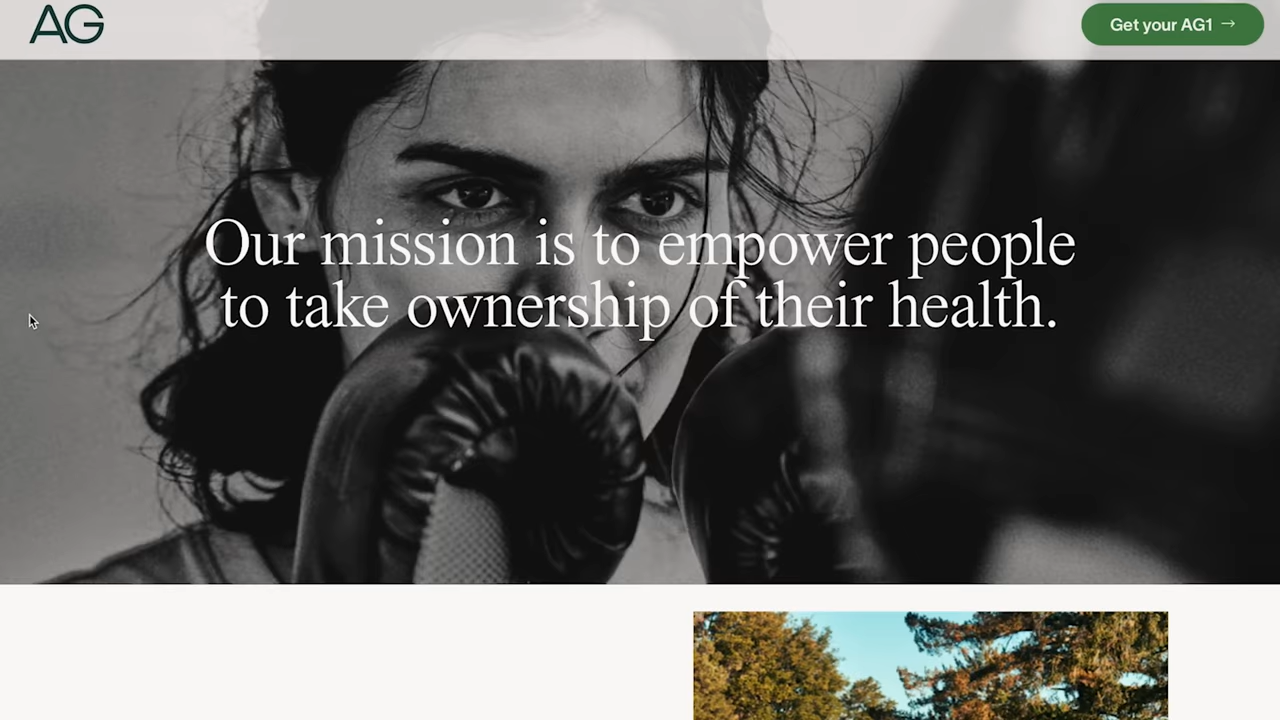 AG
Get your AG1 →
Our mission is to empower people
to take ownership of their health.